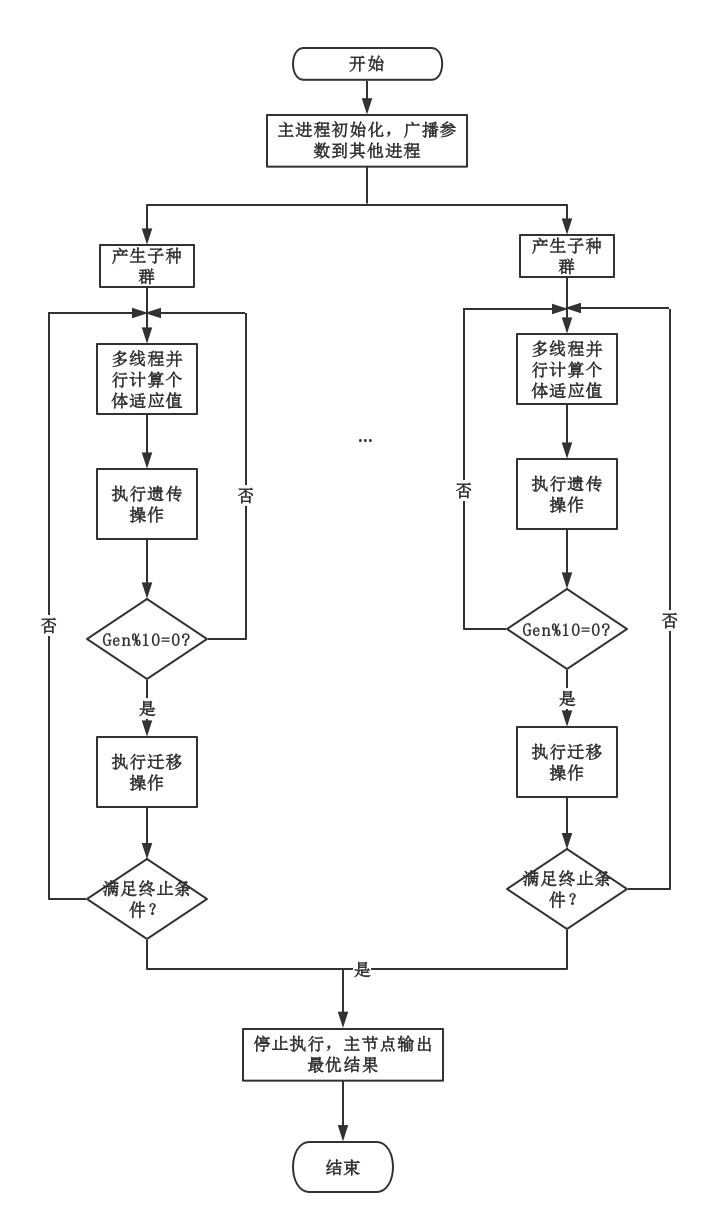 开始
主进程初始化，广播参
数到其他进程
产生子种
群
多线程并
行计算个
体适应值
执行遗传
操作
否
否
Gen%10=0?
是
执行迁移
操作
满足终止条
件？
...
产生子种
群
多线程并
行计算个
体适应值
执行遗传
操作
否
否
Gen%10=0?
是
执行迁移
操作
满足终止条
件？
是
停止执行，主节点输出
最优结果
结束